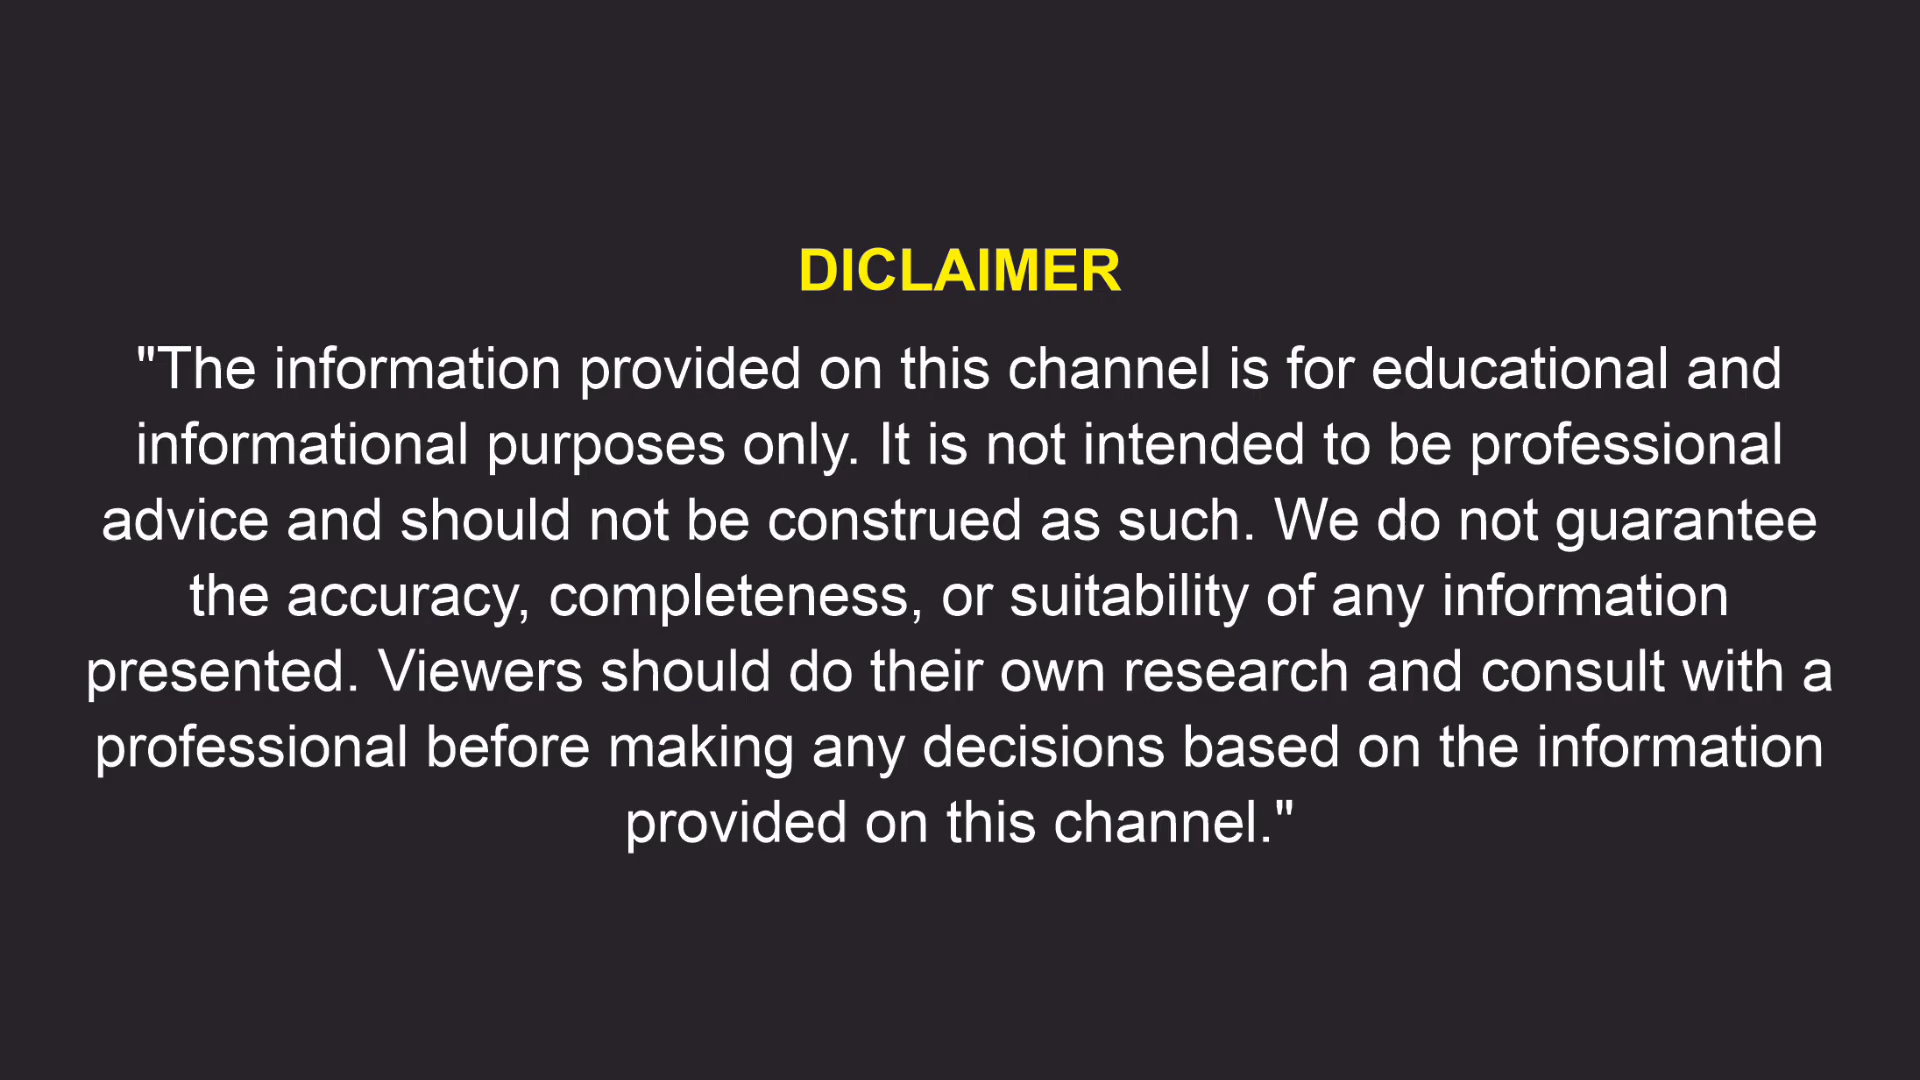 DICLAIMER
"The information provided on this channel is for educational and
informational purposes only. It is not intended to be professional
advice and should not be construed as such. We do not guarantee
the accuracy, completeness, or suitability of any information
presented. Viewers should do their own research and consult with a
professional before making any decisions based on the information
provided on this channel."